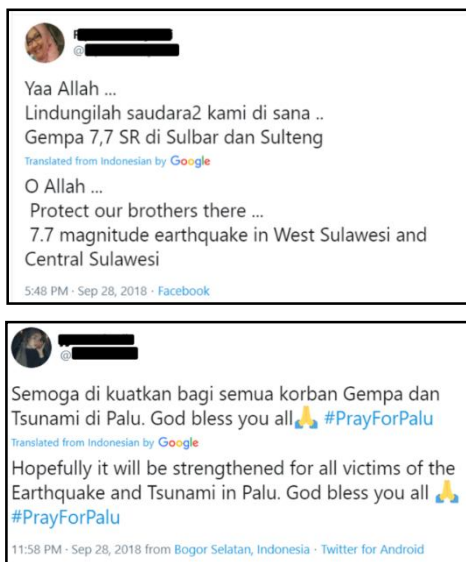 @
Yaa Allah ...
Lindungilah saudara2 kami di sana ..
Gempa 7,7 SR di Sulbar dan Sulteng
Translated from Indonesian by Google
O Allah ...
Protect our brothers there ...
7.7 magnitude earthquake in West Sulawesi and
Central Sulawesi
5:48 PM · Sep 28, 2018 · Facebook
@
Semoga di kuatkan bagi semua korban Gempa dan
Tsunami di Palu. God bless you all🙏 #PrayForPalu
Translated from Indonesian by Google
Hopefully it will be strengthened for all victims of the
Earthquake and Tsunami in Palu. God bless you all 🙏
#PrayForPalu
11:58 PM · Sep 28, 2018 from Bogor Selatan, Indonesia · Twitter for Android